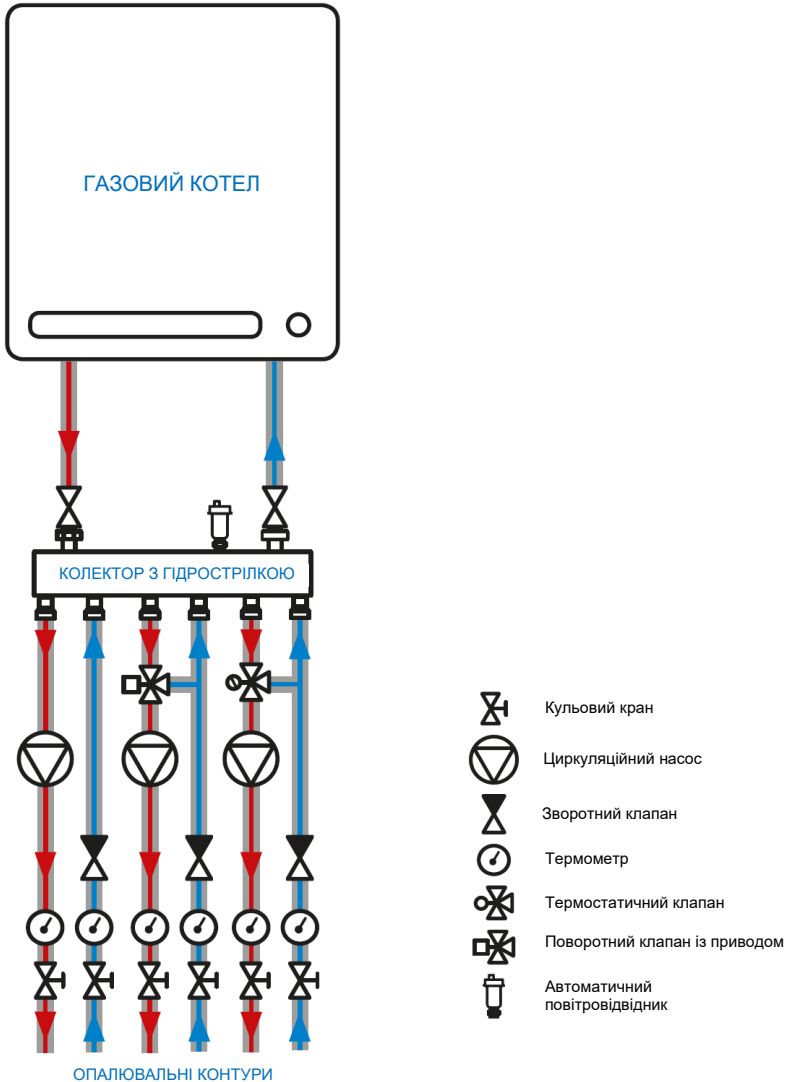 ГАЗОВИЙ КОТЕЛ
КОЛЕКТОР З ГІДРОСТРІЛКОЮ
Кульовий кран
Циркуляційний насос
Зворотний клапан
Термометр
Термостатичний клапан
Поворотний клапан із приводом
Автоматичний
повітровідвідник
ОПАЛЮВАЛЬНІ КОНТУРИ